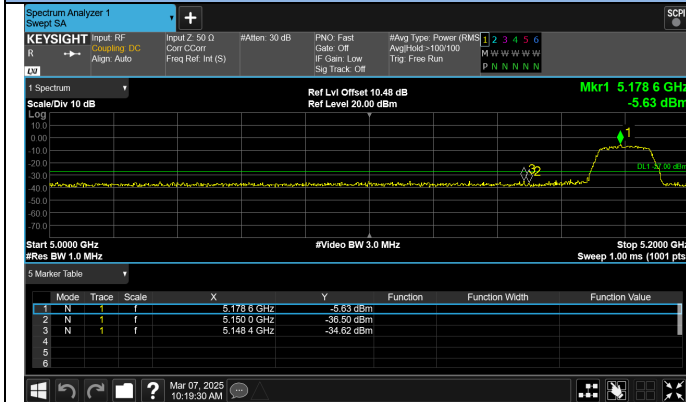 Spectrum Analyzer 1
Swept SA
SCPI
KEYSIGHT
R
LXI
Input: RF
Coupling: DC
Align: Auto
Input Z: 50 Ω
Corr CCorr
Freq Ref: Int (S)
#Atten: 30 dB
PNO: Fast
Gate: Off
IF Gain: Low
Sig Track: Off
#Avg Type: Power (RMS
Avg|Hold:>100/100
Trig: Free Run
1 2 3 4 5 6
M W W W W W
P N N N N N
1 Spectrum
Scale/Div 10 dB
Ref Lvl Offset 10.48 dB
Ref Level 20.00 dBm
Mkr1 5.178 6 GHz
-5.63 dBm
Log
10.0
0.00
-10.0
-20.0
-30.0
-40.0
-50.0
-60.0
-70.0
1
3
2
DL1 -27.00 dBm
Start 5.0000 GHz
#Res BW 1.0 MHz
#Video BW 3.0 MHz
Stop 5.2000 GHz
Sweep 1.00 ms (1001 pts
5 Marker Table
Mode Trace Scale X Y Function Function Width Function Value
1 N 1 f 5.178 6 GHz -5.63 dBm
2 N 1 f 5.150 0 GHz -36.50 dBm
3 N 1 f 5.148 4 GHz -34.62 dBm
4
5
6
?
Mar 07, 2025
10:19:30 AM